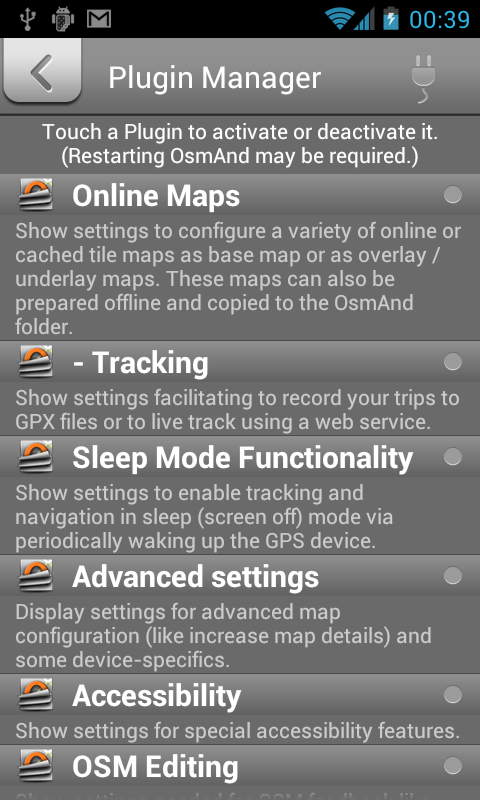 00:39
Plugin Manager
Touch a Plugin to activate or deactivate it.
(Restarting OsmAnd may be required.)
Online Maps
Show settings to configure a variety of online or
cached tile maps as base map or as overlay /
underlay maps. These maps can also be
prepared offline and copied to the OsmAnd
folder.
- Tracking
Show settings facilitating to record your trips to
GPX files or to live track using a web service.
Sleep Mode Functionality
Show settings to enable tracking and
navigation in sleep (screen off) mode via
periodically waking up the GPS device.
Advanced settings
Display settings for advanced map
configuration (like increase map details) and
some device-specifics.
Accessibility
Show settings for special accessibility features.
OSM Editing